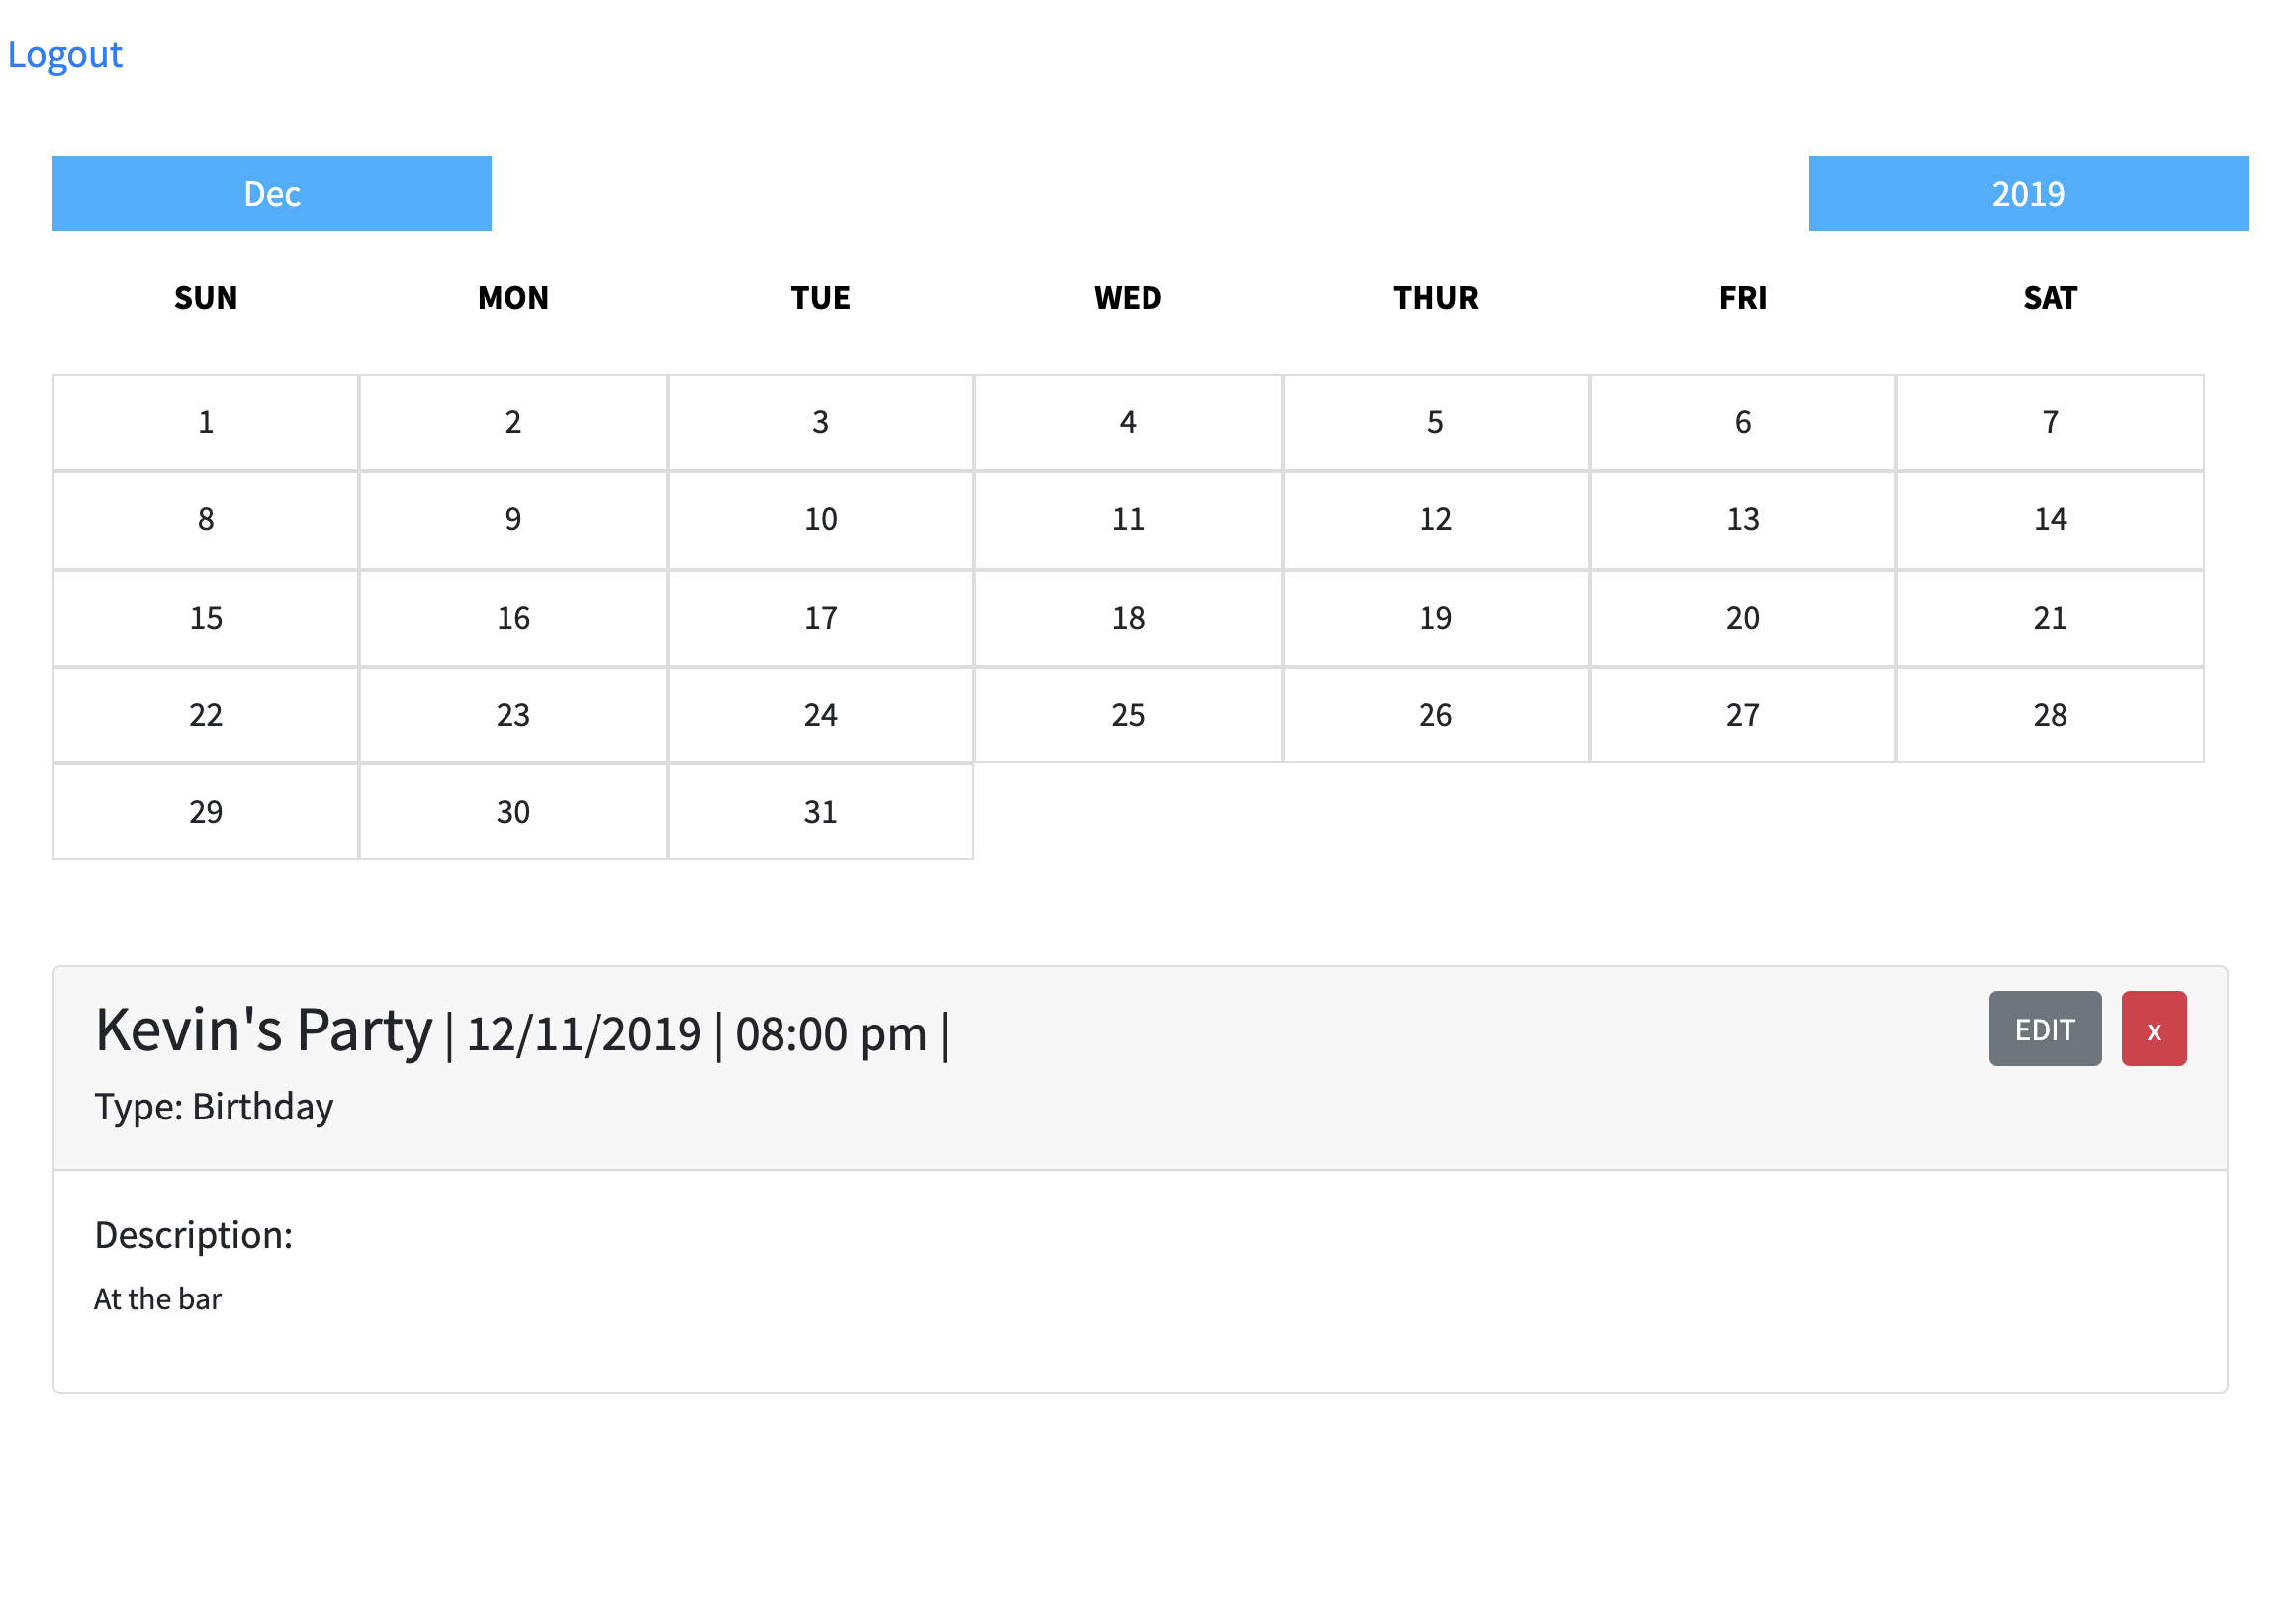 Logout
Dec 2019
SUN MON TUE WED THUR FRI SAT
1 2 3 4 5 6 7
8 9 10 11 12 13 14
15 16 17 18 19 20 21
22 23 24 25 26 27 28
29 30 31
Kevin's Party | 12/11/2019 | 08:00 pm | EDIT x
Type: Birthday
Description:
At the bar